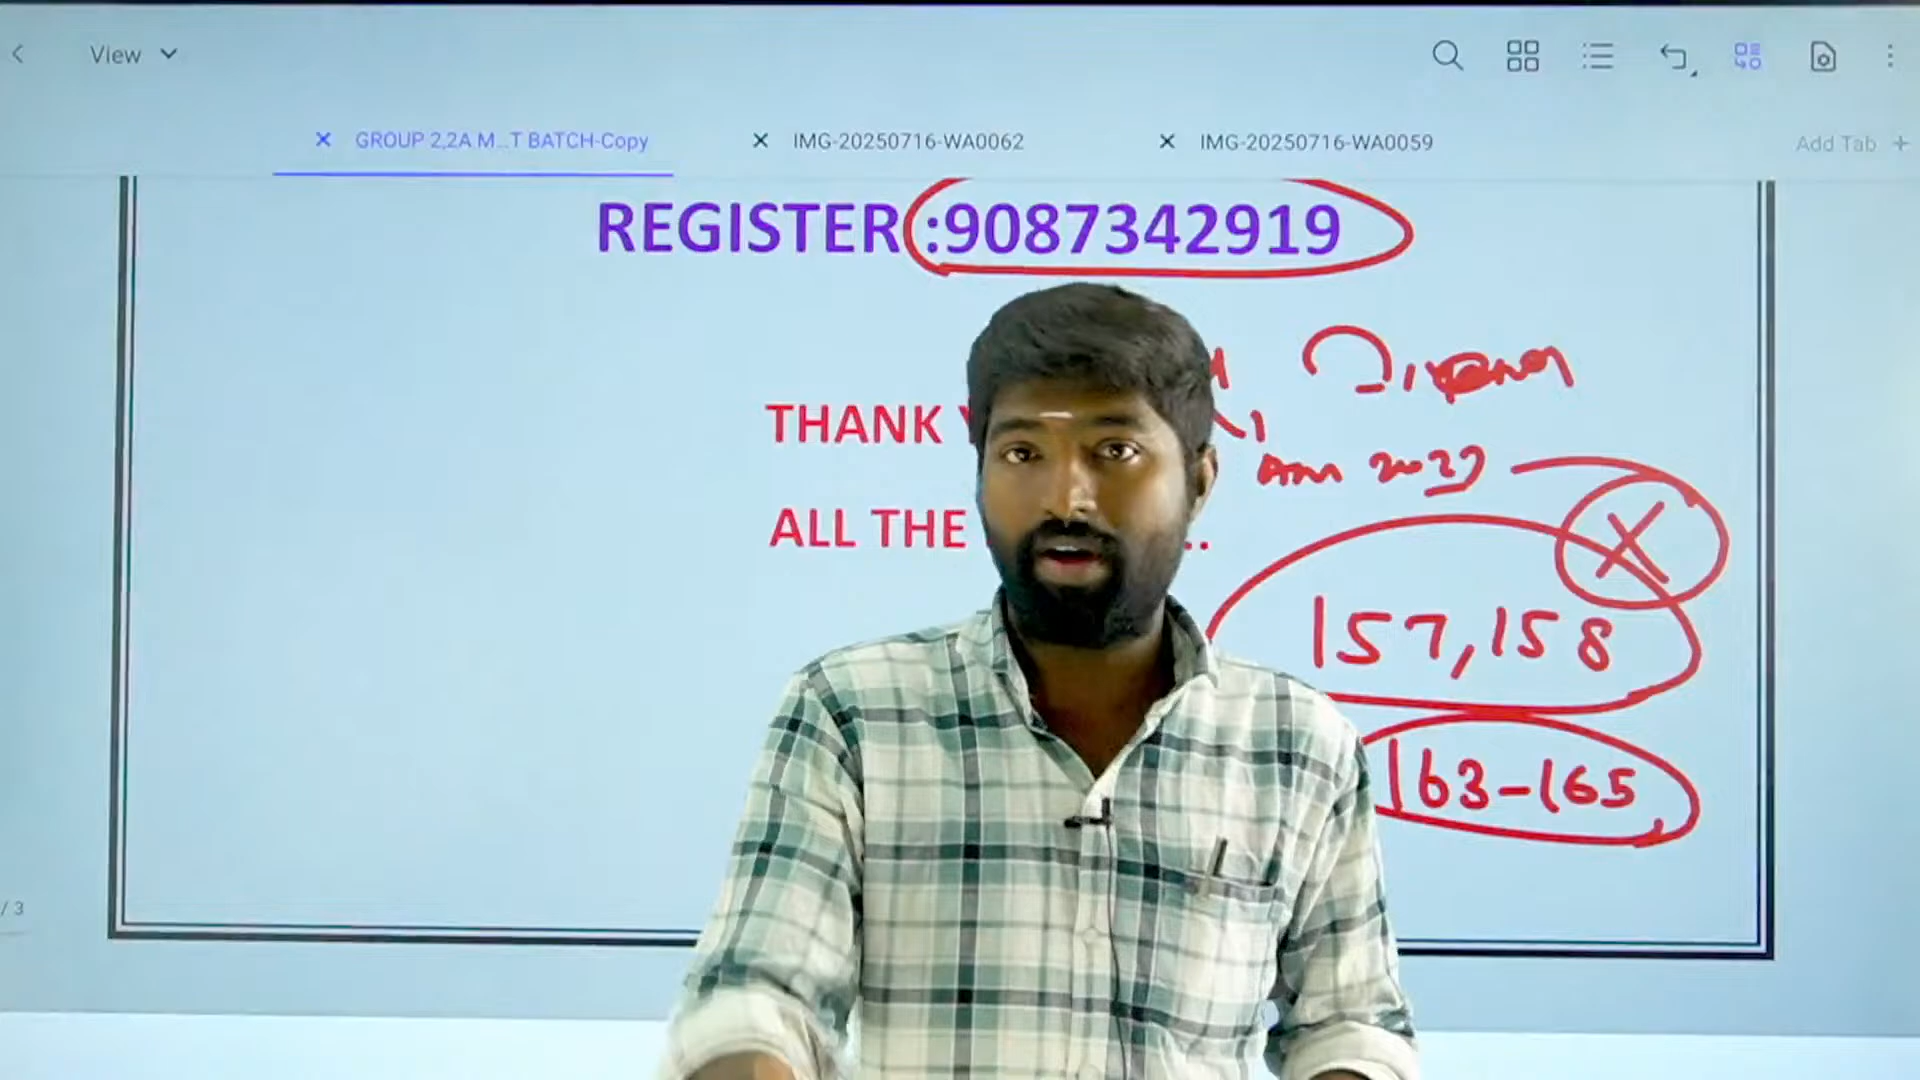 View
GROUP 2,2A M...T BATCH-Copy
IMG-20250716-WA0062
IMG-20250716-WA0059
Add Tab +
REGISTER :9087342919
THANK
ALL THE
157,158
163-165
/ 3